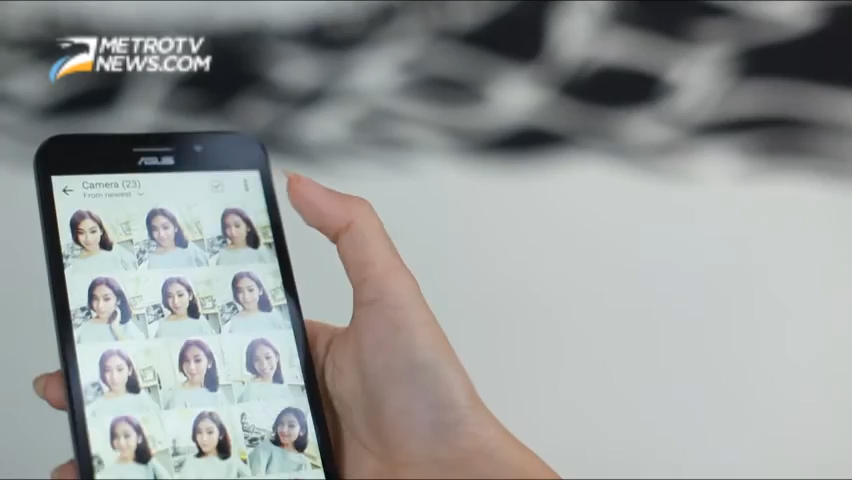 METROTV
NEWS.COM
ASUS
Camera (23)
From newest